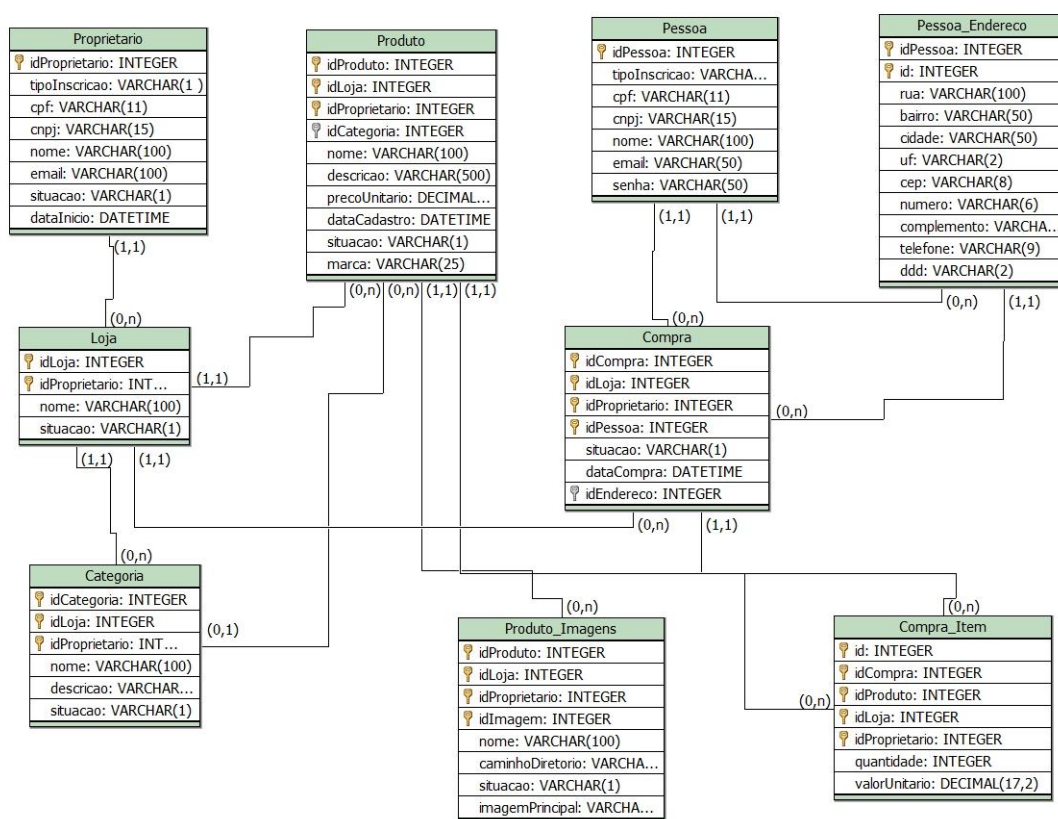 Proprietario
idProprietario: INTEGER
tipoInscricao: VARCHAR(1 )
cpf: VARCHAR(11)
cnpj: VARCHAR(15)
nome: VARCHAR(100)
email: VARCHAR(100)
situacao: VARCHAR(1)
dataInicio: DATETIME
(1,1)
(0,n)
Produto
idProduto: INTEGER
idLoja: INTEGER
idProprietario: INTEGER
idCategoria: INTEGER
nome: VARCHAR(100)
descricao: VARCHAR(500)
precoUnitario: DECIMAL...
dataCadastro: DATETIME
situacao: VARCHAR(1)
marca: VARCHAR(25)
(0,n) (0,n) (1,1) (1,1)
Pessoa
idPessoa: INTEGER
tipoInscricao: VARCHA...
cpf: VARCHAR(11)
cnpj: VARCHAR(15)
nome: VARCHAR(100)
email: VARCHAR(50)
senha: VARCHAR(50)
(1,1) (1,1)
(0,n)
Pessoa_Endereco
idPessoa: INTEGER
id: INTEGER
rua: VARCHAR(100)
bairro: VARCHAR(50)
cidade: VARCHAR(50)
uf: VARCHAR(2)
cep: VARCHAR(8)
numero: VARCHAR(6)
complemento: VARCHA...
telefone: VARCHAR(9)
ddd: VARCHAR(2)
(0,n) (1,1)
Loja
idLoja: INTEGER
idProprietario: INT...
nome: VARCHAR(100)
situacao: VARCHAR(1)
(1,1)
(1,1) (1,1)
(0,n)
Compra
idCompra: INTEGER
idLoja: INTEGER
idProprietario: INTEGER
idPessoa: INTEGER
situacao: VARCHAR(1)
dataCompra: DATETIME
idEndereco: INTEGER
(0,n)
(0,n) (1,1)
Categoria
idCategoria: INTEGER
idLoja: INTEGER
idProprietario: INT...
nome: VARCHAR(100)
descricao: VARCHAR...
situacao: VARCHAR(1)
(0,1)
(0,n)
Produto_Imagens
idProduto: INTEGER
idLoja: INTEGER
idProprietario: INTEGER
idImagem: INTEGER
nome: VARCHAR(100)
caminhoDiretorio: VARCHA...
situacao: VARCHAR(1)
imagemPrincipal: VARCHA...
(0,n)
(0,n)
Compra_Item
id: INTEGER
idCompra: INTEGER
idProduto: INTEGER
idLoja: INTEGER
idProprietario: INTEGER
quantidade: INTEGER
valorUnitario: DECIMAL(17,2)